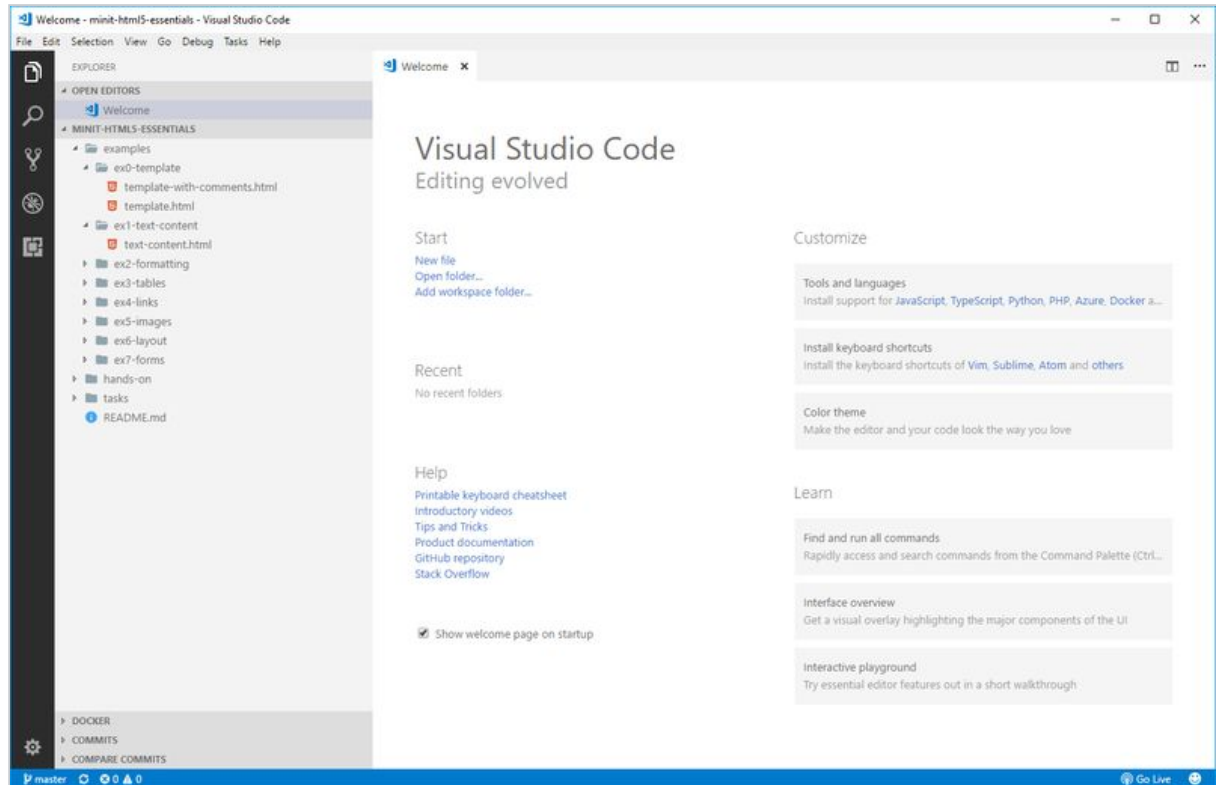 Welcome - minit-html5-essentials - Visual Studio Code
File Edit Selection View Go Debug Tasks Help
EXPLORER
OPEN EDITORS
Welcome
MINIT-HTML5-ESSENTIALS
examples
ex0-template
template-with-comments.html
template.html
ex1-text-content
text-content.html
ex2-formatting
ex3-tables
ex4-links
ex5-images
ex6-layout
ex7-forms
hands-on
tasks
README.md
DOCKER
COMMITS
COMPARE COMMITS
Welcome
Visual Studio Code
Editing evolved
Start
New file
Open folder...
Add workspace folder...
Recent
No recent folders
Help
Printable keyboard cheatsheet
Introductory videos
Tips and Tricks
Product documentation
GitHub repository
Stack Overflow
Show welcome page on startup
Customize
Tools and languages
Install support for JavaScript, TypeScript, Python, PHP, Azure, Docker a...
Install keyboard shortcuts
Install the keyboard shortcuts of Vim, Sublime, Atom and others
Color theme
Make the editor and your code look the way you love
Learn
Find and run all commands
Rapidly access and search commands from the Command Palette (Ctrl...
Interface overview
Get a visual overlay highlighting the major components of the UI
Interactive playground
Try essential editor features out in a short walkthrough
master 0 0 Go Live